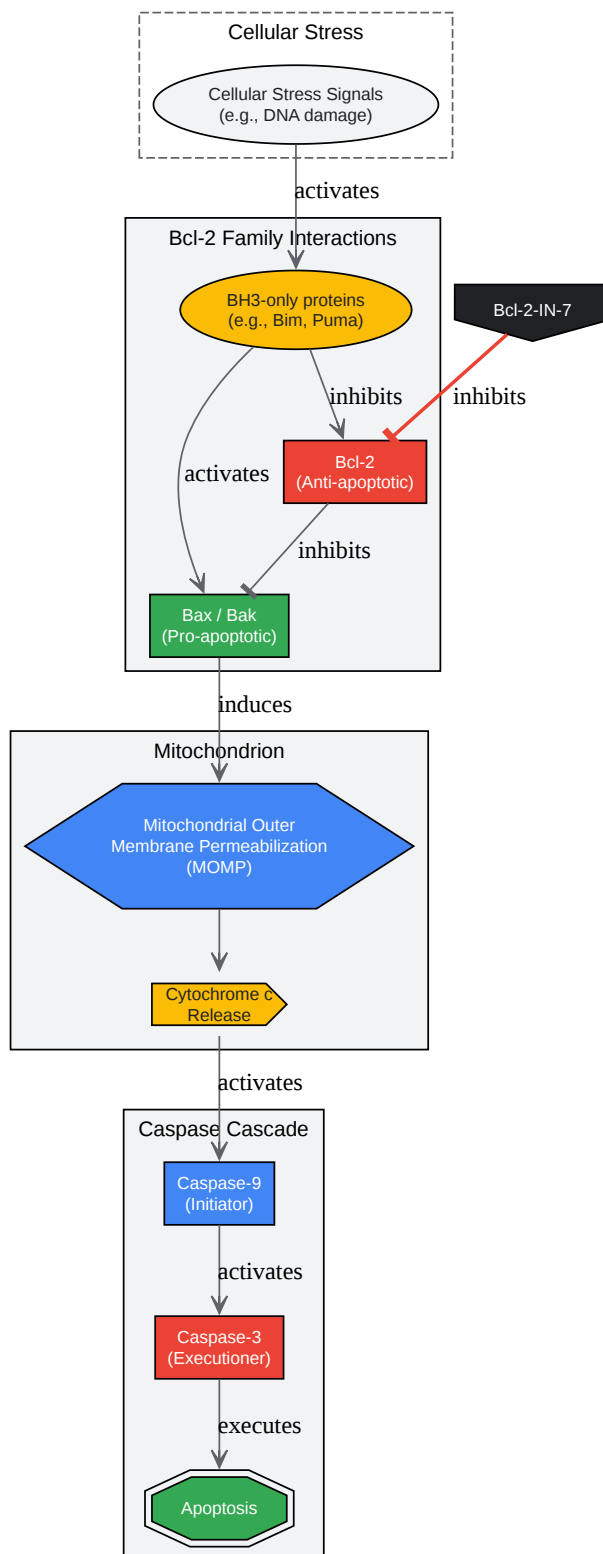 Cellular Stress
Cellular Stress Signals
(e.g., DNA damage)
activates
Bcl-2 Family Interactions
BH3-only proteins
(e.g., Bim, Puma)
Bcl-2-IN-7
inhibits
inhibits
activates
Bcl-2
(Anti-apoptotic)
inhibits
Bax / Bak
(Pro-apoptotic)
induces
Mitochondrion
Mitochondrial Outer
Membrane Permeabilization
(MOMP)
Cytochrome c
Release
activates
Caspase Cascade
Caspase-9
(Initiator)
activates
Caspase-3
(Executioner)
executes
Apoptosis